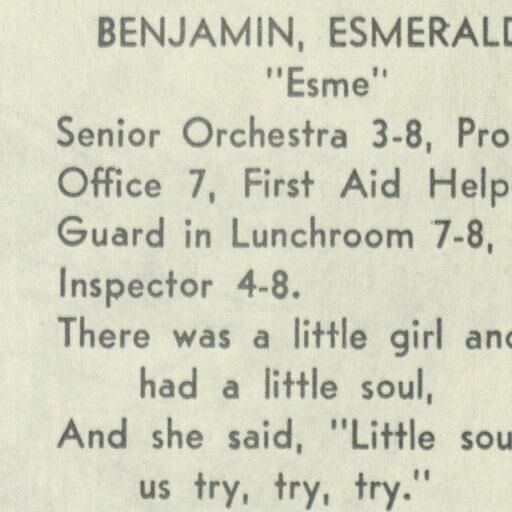 BENJAMIN, ESMERALD
"Esme"
Senior Orchestra 3-8, Pro
Office 7, First Aid Help
Guard in Lunchroom 7-8,
Inspector 4-8.
There was a little girl and
had a little soul,
And she said, "Little sou
us try, try, try."